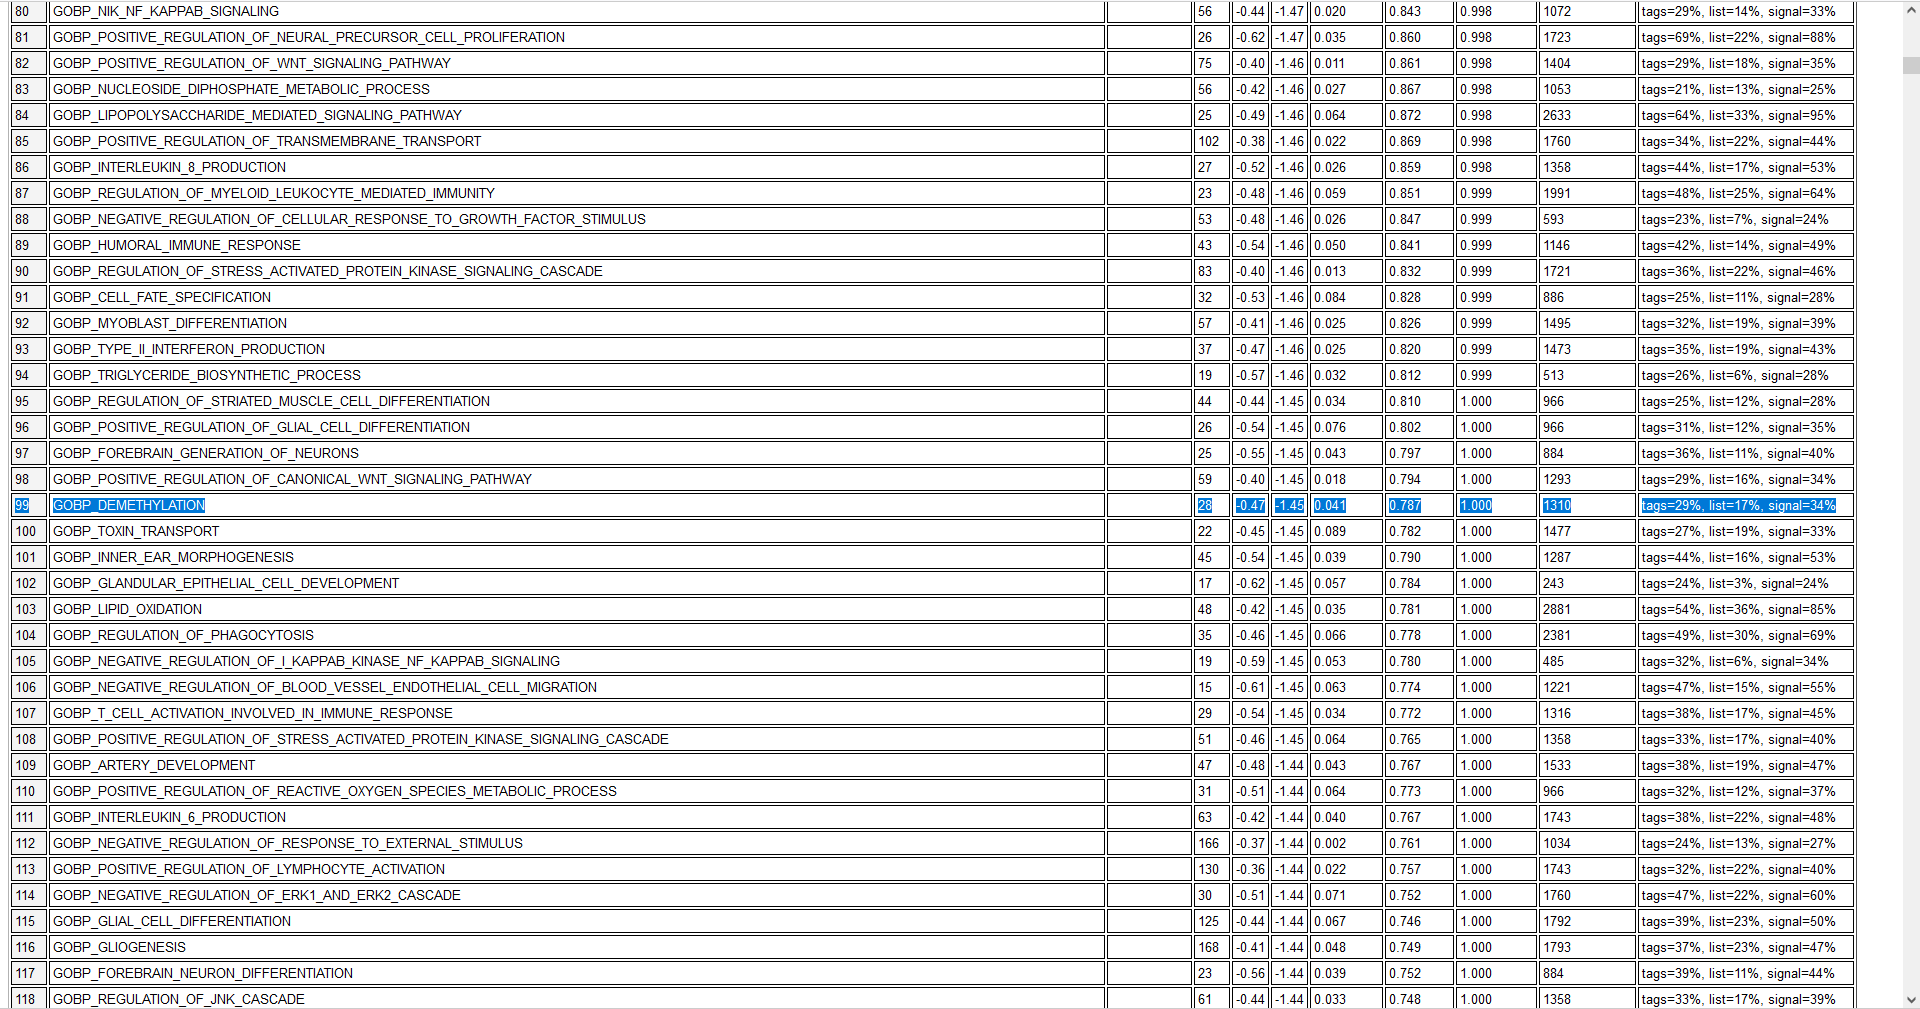 80 GOBP_NIK_NF_KAPPAB_SIGNALING 56 -0.44 -1.47 0.020 0.843 0.998 1072 tags=29%, list=14%, signal=33%
81 GOBP_POSITIVE_REGULATION_OF_NEURAL_PRECURSOR_CELL_PROLIFERATION 26 -0.62 -1.47 0.035 0.860 0.998 1723 tags=69%, list=22%, signal=88%
82 GOBP_POSITIVE_REGULATION_OF_WNT_SIGNALING_PATHWAY 75 -0.40 -1.46 0.011 0.861 0.998 1404 tags=29%, list=18%, signal=35%
83 GOBP_NUCLEOSIDE_DIPHOSPHATE_METABOLIC_PROCESS 56 -0.42 -1.46 0.027 0.867 0.998 1053 tags=21%, list=13%, signal=25%
84 GOBP_LIPOPOLYSACCHARIDE_MEDIATED_SIGNALING_PATHWAY 25 -0.49 -1.46 0.064 0.872 0.998 2633 tags=64%, list=33%, signal=95%
85 GOBP_POSITIVE_REGULATION_OF_TRANSMEMBRANE_TRANSPORT 102 -0.38 -1.46 0.022 0.869 0.998 1760 tags=34%, list=22%, signal=44%
86 GOBP_INTERLEUKIN_8_PRODUCTION 27 -0.52 -1.46 0.026 0.859 0.998 1358 tags=44%, list=17%, signal=53%
87 GOBP_REGULATION_OF_MYELOID_LEUKOCYTE_MEDIATED_IMMUNITY 23 -0.48 -1.46 0.059 0.851 0.999 1991 tags=48%, list=25%, signal=64%
88 GOBP_NEGATIVE_REGULATION_OF_CELLULAR_RESPONSE_TO_GROWTH_FACTOR_STIMULUS 53 -0.48 -1.46 0.026 0.847 0.999 593 tags=23%, list=7%, signal=24%
89 GOBP_HUMORAL_IMMUNE_RESPONSE 43 -0.54 -1.46 0.050 0.841 0.999 1146 tags=42%, list=14%, signal=49%
90 GOBP_REGULATION_OF_STRESS_ACTIVATED_PROTEIN_KINASE_SIGNALING_CASCADE 83 -0.40 -1.46 0.013 0.832 0.999 1721 tags=36%, list=22%, signal=46%
91 GOBP_CELL_FATE_SPECIFICATION 32 -0.53 -1.46 0.084 0.828 0.999 886 tags=25%, list=11%, signal=28%
92 GOBP_MYOBLAST_DIFFERENTIATION 57 -0.41 -1.46 0.025 0.826 0.999 1495 tags=32%, list=19%, signal=39%
93 GOBP_TYPE_II_INTERFERON_PRODUCTION 37 -0.47 -1.46 0.025 0.820 0.999 1473 tags=35%, list=19%, signal=43%
94 GOBP_TRIGLYCERIDE_BIOSYNTHETIC_PROCESS 19 -0.57 -1.46 0.032 0.812 0.999 513 tags=26%, list=6%, signal=28%
95 GOBP_REGULATION_OF_STRIATED_MUSCLE_CELL_DIFFERENTIATION 44 -0.44 -1.45 0.034 0.810 1.000 966 tags=25%, list=12%, signal=28%
96 GOBP_POSITIVE_REGULATION_OF_GLIAL_CELL_DIFFERENTIATION 26 -0.54 -1.45 0.076 0.802 1.000 966 tags=31%, list=12%, signal=35%
97 GOBP_FOREBRAIN_GENERATION_OF_NEURONS 25 -0.55 -1.45 0.043 0.797 1.000 884 tags=36%, list=11%, signal=40%
98 GOBP_POSITIVE_REGULATION_OF_CANONICAL_WNT_SIGNALING_PATHWAY 59 -0.40 -1.45 0.018 0.794 1.000 1293 tags=29%, list=16%, signal=34%
99 GOBP_DEMETHYLATION 28 -0.47 -1.45 0.041 0.787 1.000 1310 tags=29%, list=17%, signal=34%
100 GOBP_TOXIN_TRANSPORT 22 -0.45 -1.45 0.089 0.782 1.000 1477 tags=27%, list=19%, signal=33%
101 GOBP_INNER_EAR_MORPHOGENESIS 45 -0.54 -1.45 0.039 0.790 1.000 1287 tags=44%, list=16%, signal=53%
102 GOBP_GLANDULAR_EPITHELIAL_CELL_DEVELOPMENT 17 -0.62 -1.45 0.057 0.784 1.000 243 tags=24%, list=3%, signal=24%
103 GOBP_LIPID_OXIDATION 48 -0.42 -1.45 0.035 0.781 1.000 2881 tags=54%, list=36%, signal=85%
104 GOBP_REGULATION_OF_PHAGOCYTOSIS 35 -0.46 -1.45 0.066 0.778 1.000 2381 tags=49%, list=30%, signal=69%
105 GOBP_NEGATIVE_REGULATION_OF_I_KAPPAB_KINASE_NF_KAPPAB_SIGNALING 19 -0.59 -1.45 0.053 0.780 1.000 485 tags=32%, list=6%, signal=34%
106 GOBP_NEGATIVE_REGULATION_OF_BLOOD_VESSEL_ENDOTHELIAL_CELL_MIGRATION 15 -0.61 -1.45 0.063 0.774 1.000 1221 tags=47%, list=15%, signal=55%
107 GOBP_T_CELL_ACTIVATION_INVOLVED_IN_IMMUNE_RESPONSE 29 -0.54 -1.45 0.034 0.772 1.000 1316 tags=38%, list=17%, signal=45%
108 GOBP_POSITIVE_REGULATION_OF_STRESS_ACTIVATED_PROTEIN_KINASE_SIGNALING_CASCADE 51 -0.46 -1.45 0.064 0.765 1.000 1358 tags=33%, list=17%, signal=40%
109 GOBP_ARTERY_DEVELOPMENT 47 -0.48 -1.44 0.043 0.767 1.000 1533 tags=38%, list=19%, signal=47%
110 GOBP_POSITIVE_REGULATION_OF_REACTIVE_OXYGEN_SPECIES_METABOLIC_PROCESS 31 -0.51 -1.44 0.064 0.773 1.000 966 tags=32%, list=12%, signal=37%
111 GOBP_INTERLEUKIN_6_PRODUCTION 63 -0.42 -1.44 0.040 0.767 1.000 1743 tags=38%, list=22%, signal=48%
112 GOBP_NEGATIVE_REGULATION_OF_RESPONSE_TO_EXTERNAL_STIMULUS 166 -0.37 -1.44 0.002 0.761 1.000 1034 tags=24%, list=13%, signal=27%
113 GOBP_POSITIVE_REGULATION_OF_LYMPHOCYTE_ACTIVATION 130 -0.36 -1.44 0.022 0.757 1.000 1743 tags=32%, list=22%, signal=40%
114 GOBP_NEGATIVE_REGULATION_OF_ERK1_AND_ERK2_CASCADE 30 -0.51 -1.44 0.071 0.752 1.000 1760 tags=47%, list=22%, signal=60%
115 GOBP_GLIAL_CELL_DIFFERENTIATION 125 -0.44 -1.44 0.067 0.746 1.000 1792 tags=39%, list=23%, signal=50%
116 GOBP_GLIOGENESIS 168 -0.41 -1.44 0.048 0.749 1.000 1793 tags=37%, list=23%, signal=47%
117 GOBP_FOREBRAIN_NEURON_DIFFERENTIATION 23 -0.56 -1.44 0.039 0.752 1.000 884 tags=39%, list=11%, signal=44%
118 GOBP_REGULATION_OF_JNK_CASCADE 61 -0.44 -1.44 0.033 0.748 1.000 1358 tags=33%, list=17%, signal=39%